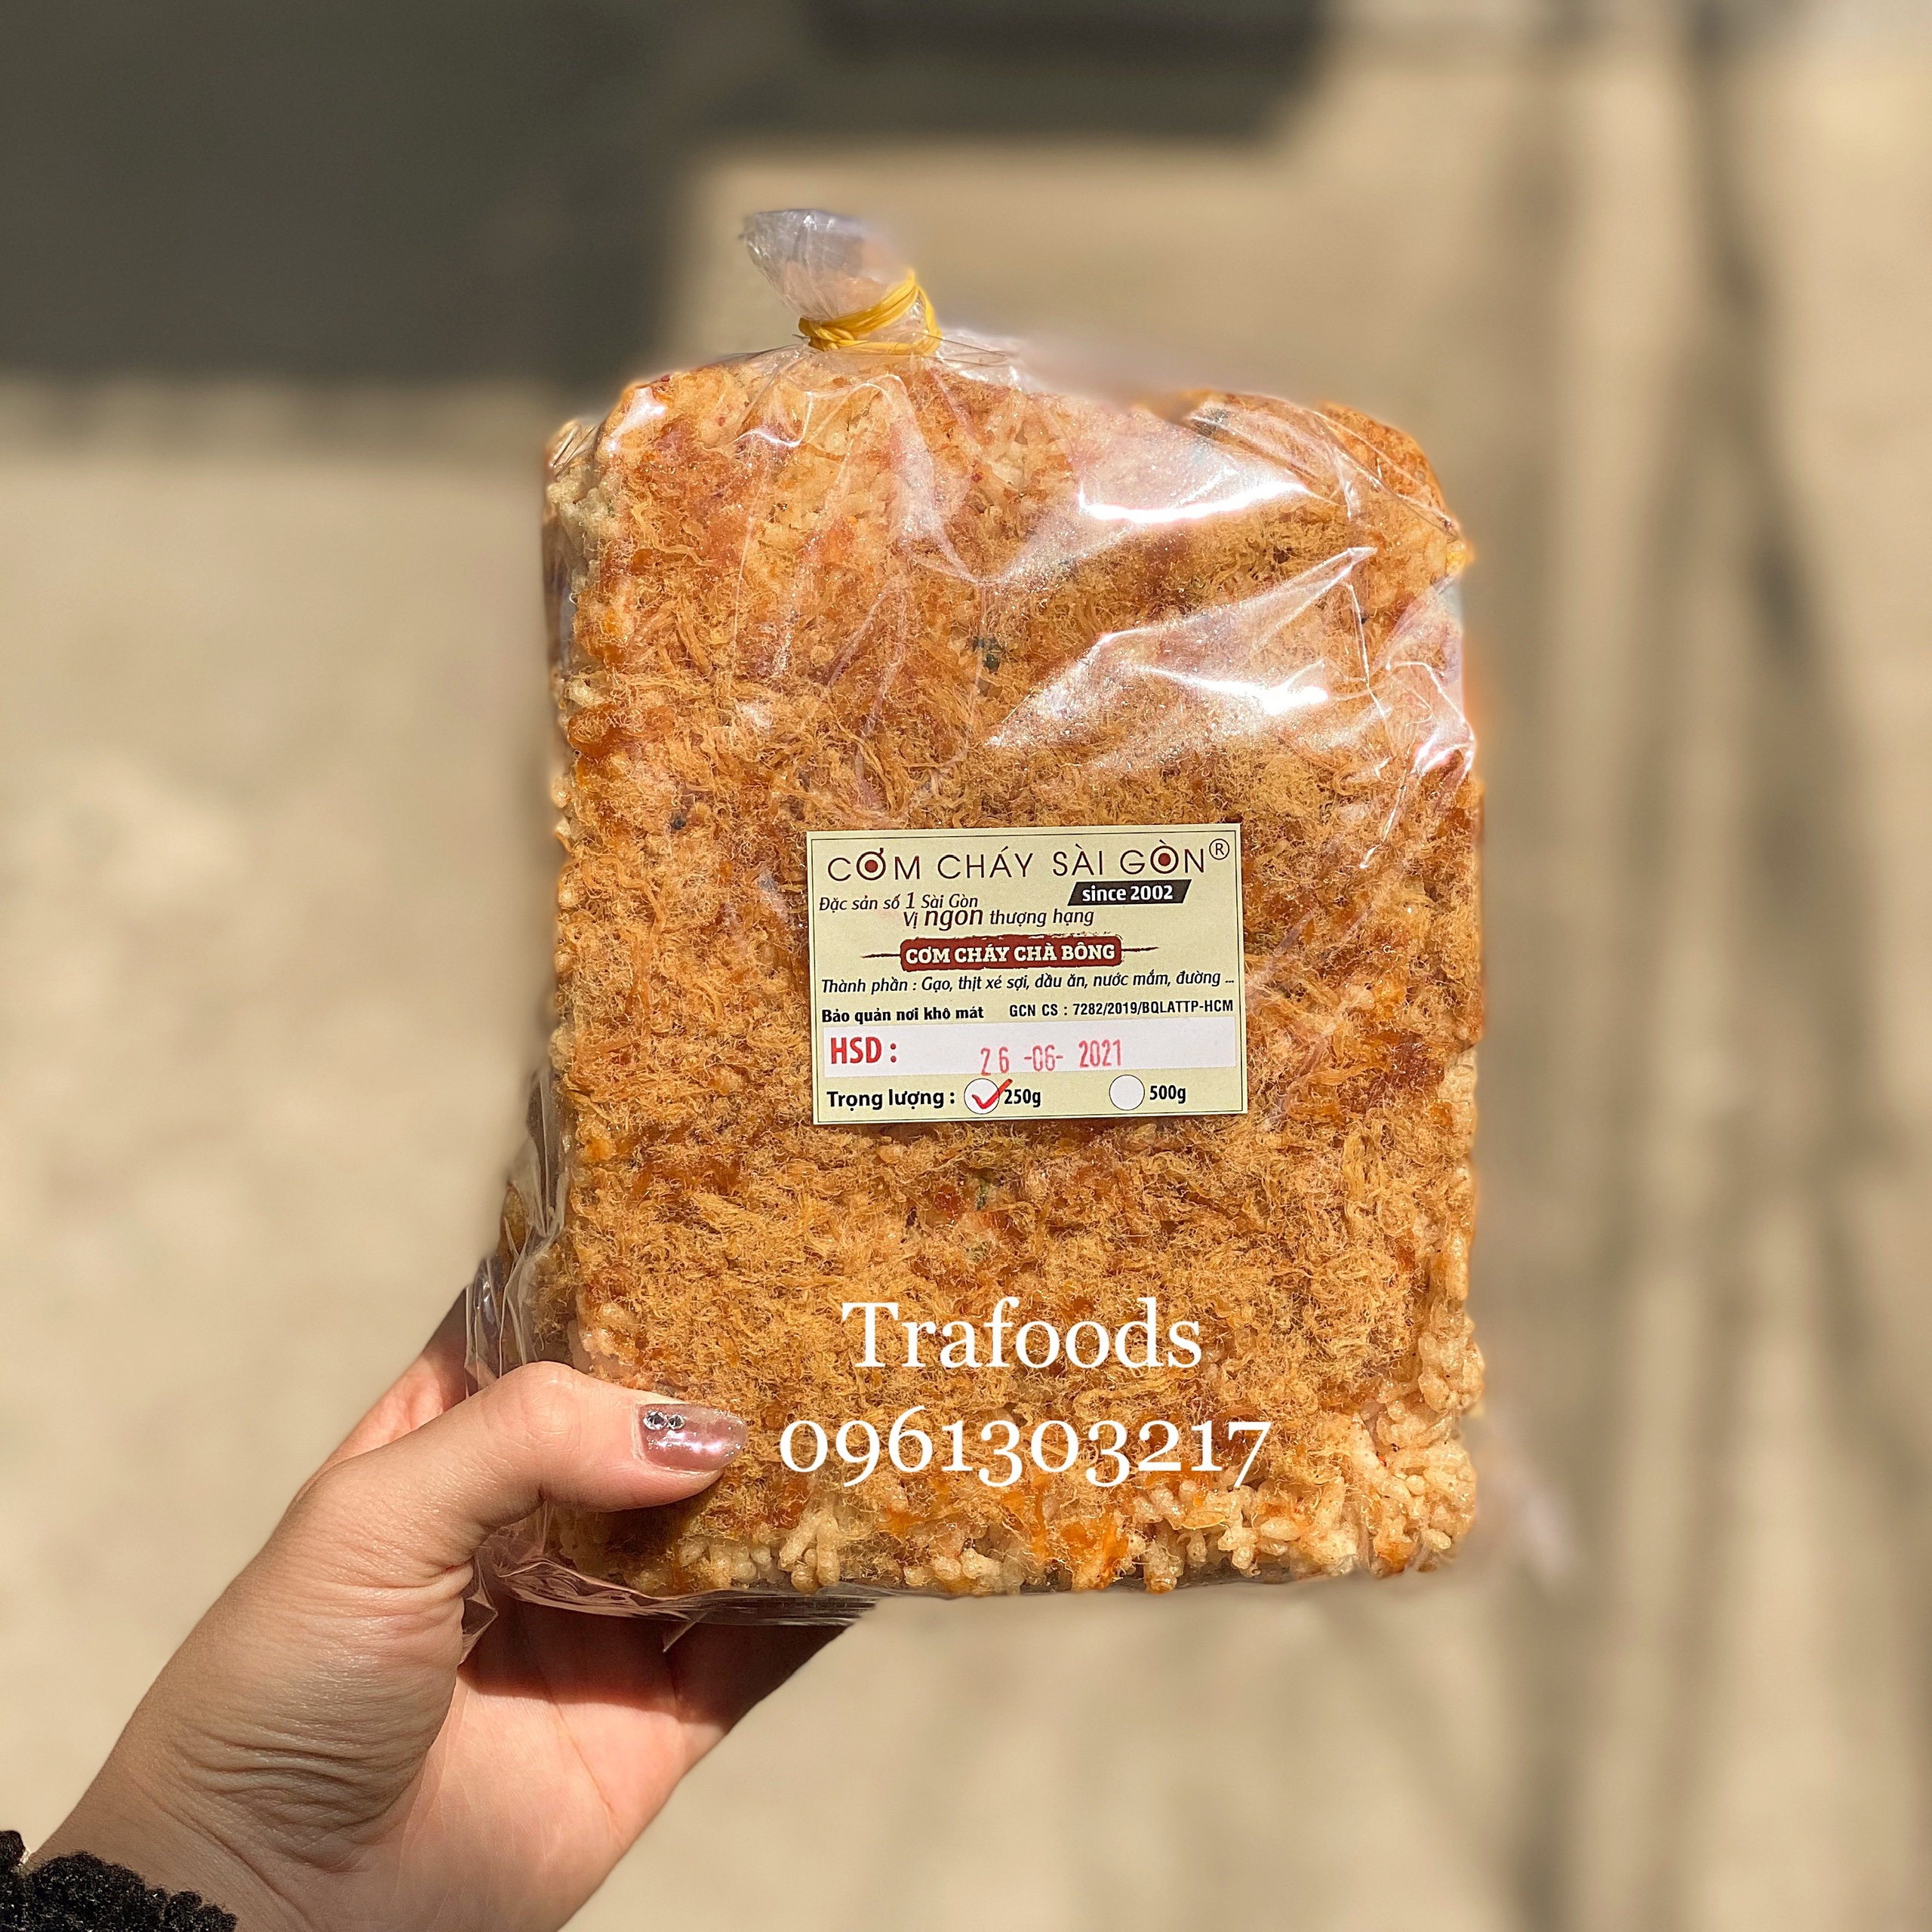 CƠM CHÁY SÀI GÒN®
since 2002
Đặc sản số 1 Sài Gòn
Vị ngon thượng hạng
CƠM CHÁY CHÀ BÔNG
Thành phần : Gạo, thịt xé sợi, dầu ăn, nước mắm, đường ...
Bảo quản nơi khô mát GCN CS : 7282/2019/BQLATTP-HCM
HSD : 26 -06- 2021
Trọng lượng : 250g 500g
Trafoods
0961303217